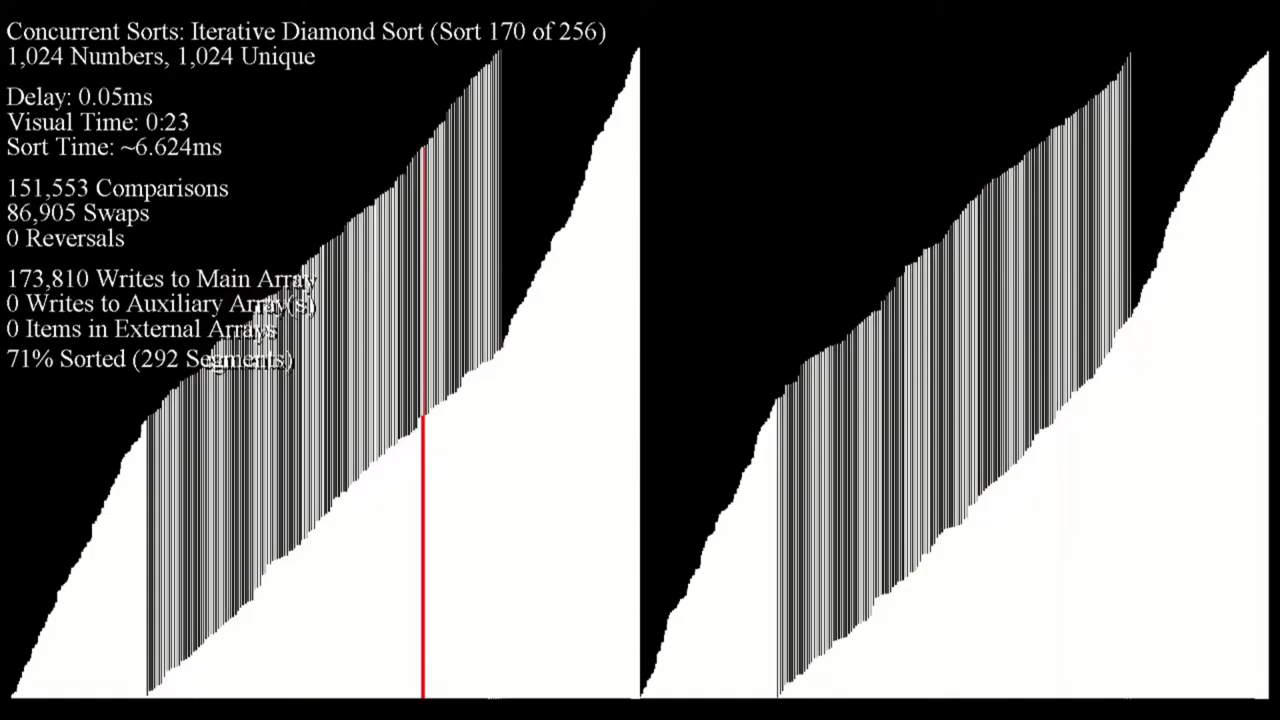 Concurrent Sorts: Iterative Diamond Sort (Sort 170 of 256)
1,024 Numbers, 1,024 Unique
Delay: 0.05ms
Visual Time: 0:23
Sort Time: ~6.624ms
151,553 Comparisons
86,905 Swaps
0 Reversals
173,810 Writes to Main Array
0 Writes to Auxiliary Array(s)
0 Items in External Arrays
71% Sorted (292 Segments)